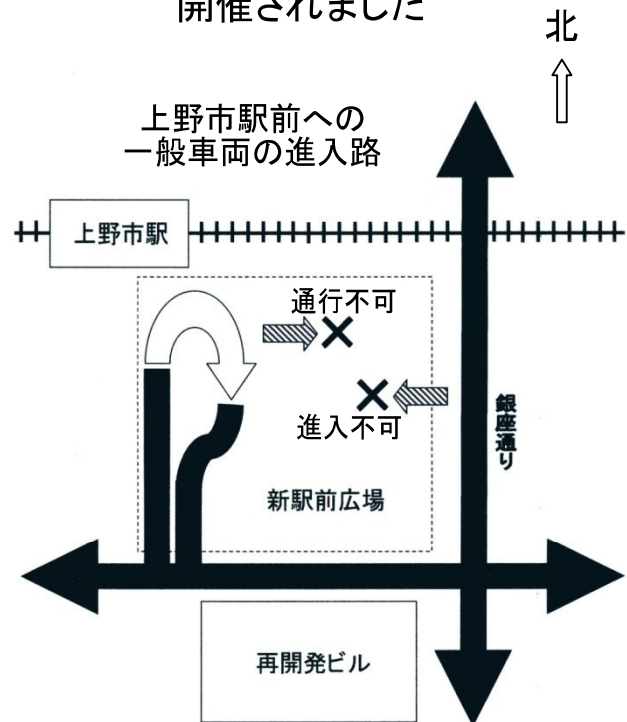 開催されました
北
上野市駅前への
一般車両の進入路
上野市駅
通行不可
進入不可
銀座通り
新駅前広場
再開発ビル